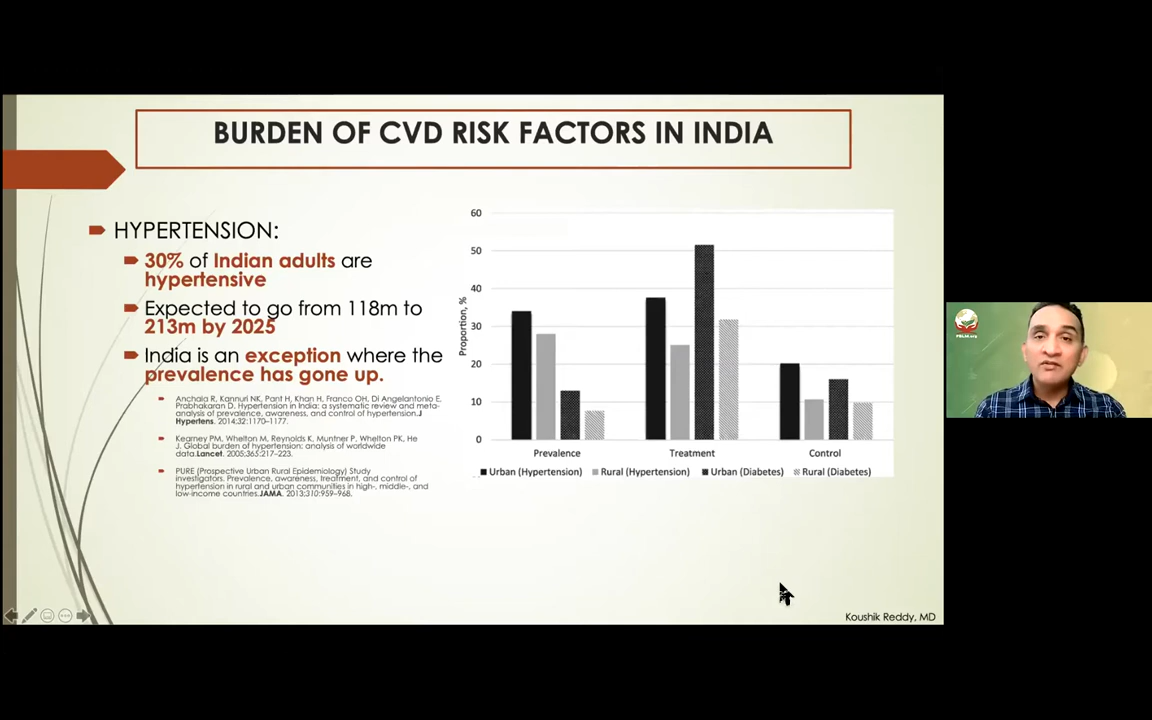 BURDEN OF CVD RISK FACTORS IN INDIA
HYPERTENSION:
30% of Indian adults are
hypertensive
Expected to go from 118m to
213m by 2025
India is an exception where the
prevalence has gone up.
Anchala R, Kannuri NK, Pant H, Khan H, Franco OH, Di Angelantonio E,
Prabhakaran D. Hypertension in India: a systematic review and meta-
analysis of prevalence, awareness, and control of hypertension.J
Hypertens. 2014;32:1170–1177.
Kearney PM, Whelton M, Reynolds K, Muntner P, Whelton PK, He
J. Global burden of hypertension: analysis of worldwide
data.Lancet. 2005;365:217–223.
PURE (Prospective Urban Rural Epidemiology) Study
investigators. Prevalence, awareness, treatment, and control of
hypertension in rural and urban communities in high-, middle-, and
low-income countries.JAMA. 2013;310:959–968.
Proportion, %
60
50
40
30
20
10
0
Prevalence Treatment Control
Urban (Hypertension) Rural (Hypertension) Urban (Diabetes) Rural (Diabetes)
Koushik Reddy, MD
PBLM.org